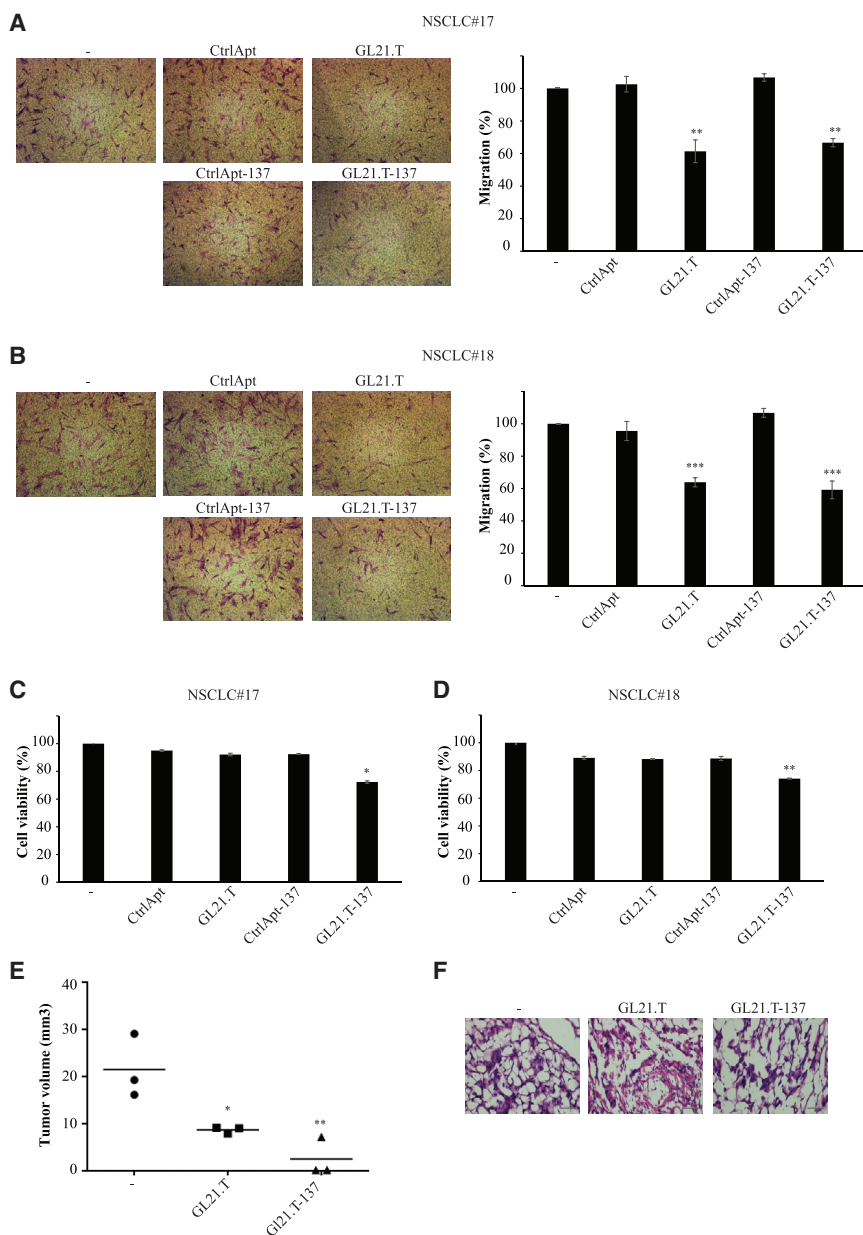 A
NSCLC#17
-
CtrlApt
GL21.T
CtrlApt-137
GL21.T-137
Migration (%)
100
80
60
40
20
0
**
**
-
CtrlApt
GL21.T
CtrlApt-137
GL21.T-137
B
NSCLC#18
-
CtrlApt
GL21.T
CtrlApt-137
GL21.T-137
Migration (%)
100
80
60
40
20
0
***
***
-
CtrlApt
GL21.T
CtrlApt-137
GL21.T-137
C
NSCLC#17
Cell viability (%)
100
80
60
40
20
0
*
-
CtrlApt
GL21.T
CtrlApt-137
GL21.T-137
D
NSCLC#18
Cell viability (%)
100
80
60
40
20
0
**
-
CtrlApt
GL21.T
CtrlApt-137
GL21.T-137
E
Tumor volume (mm3)
40
30
20
10
0
*
**
-
GL21.T
Gl21.T-137
F
-
GL21.T
GL21.T-137